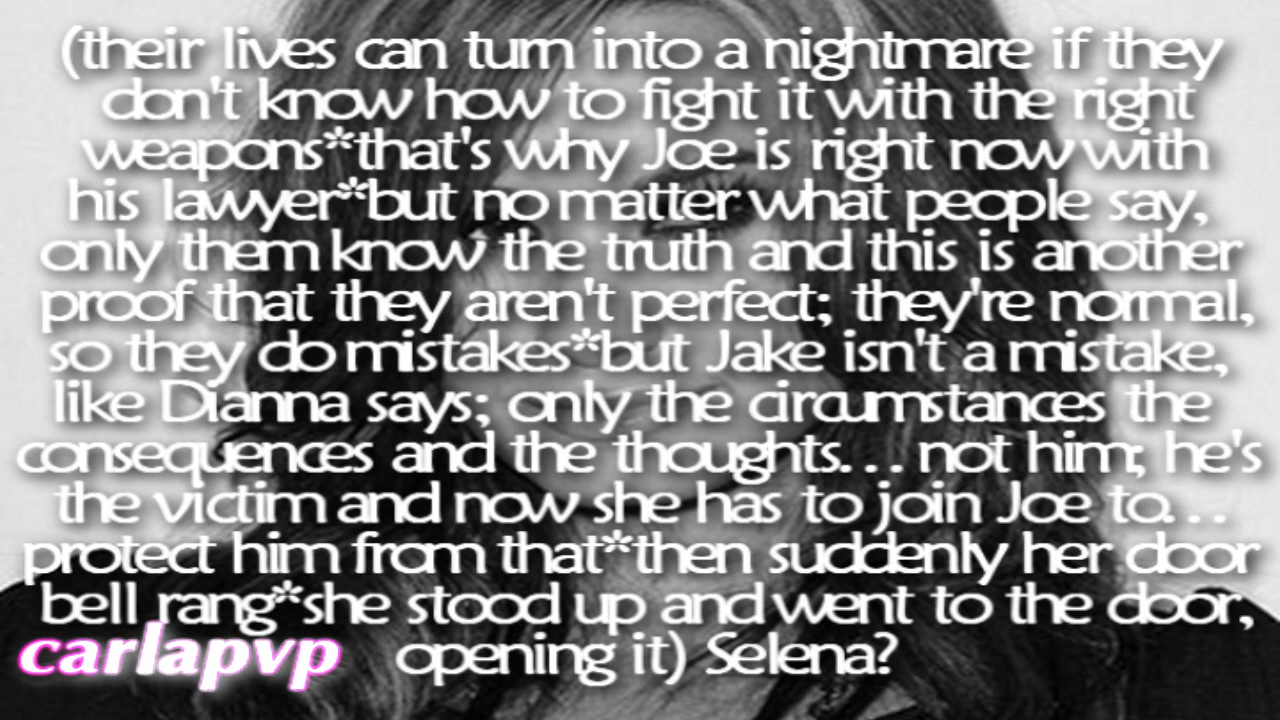 (their lives can turn into a nightmare if they
don't know how to fight it with the right
weapons*that's why Joe is right now with
his lawyer*but no matter what people say,
only them know the truth and this is another
proof that they aren't perfect; they're normal,
so they do mistakes*but Jake isn't a mistake,
like Dianna says; only the circumstances the
consequences and the thoughts... not him; he's
the victim and now she has to join Joe to...
protect him from that*then suddenly her door
bell rang*she stood up and went to the door,
opening it) Selena?
carlapvp